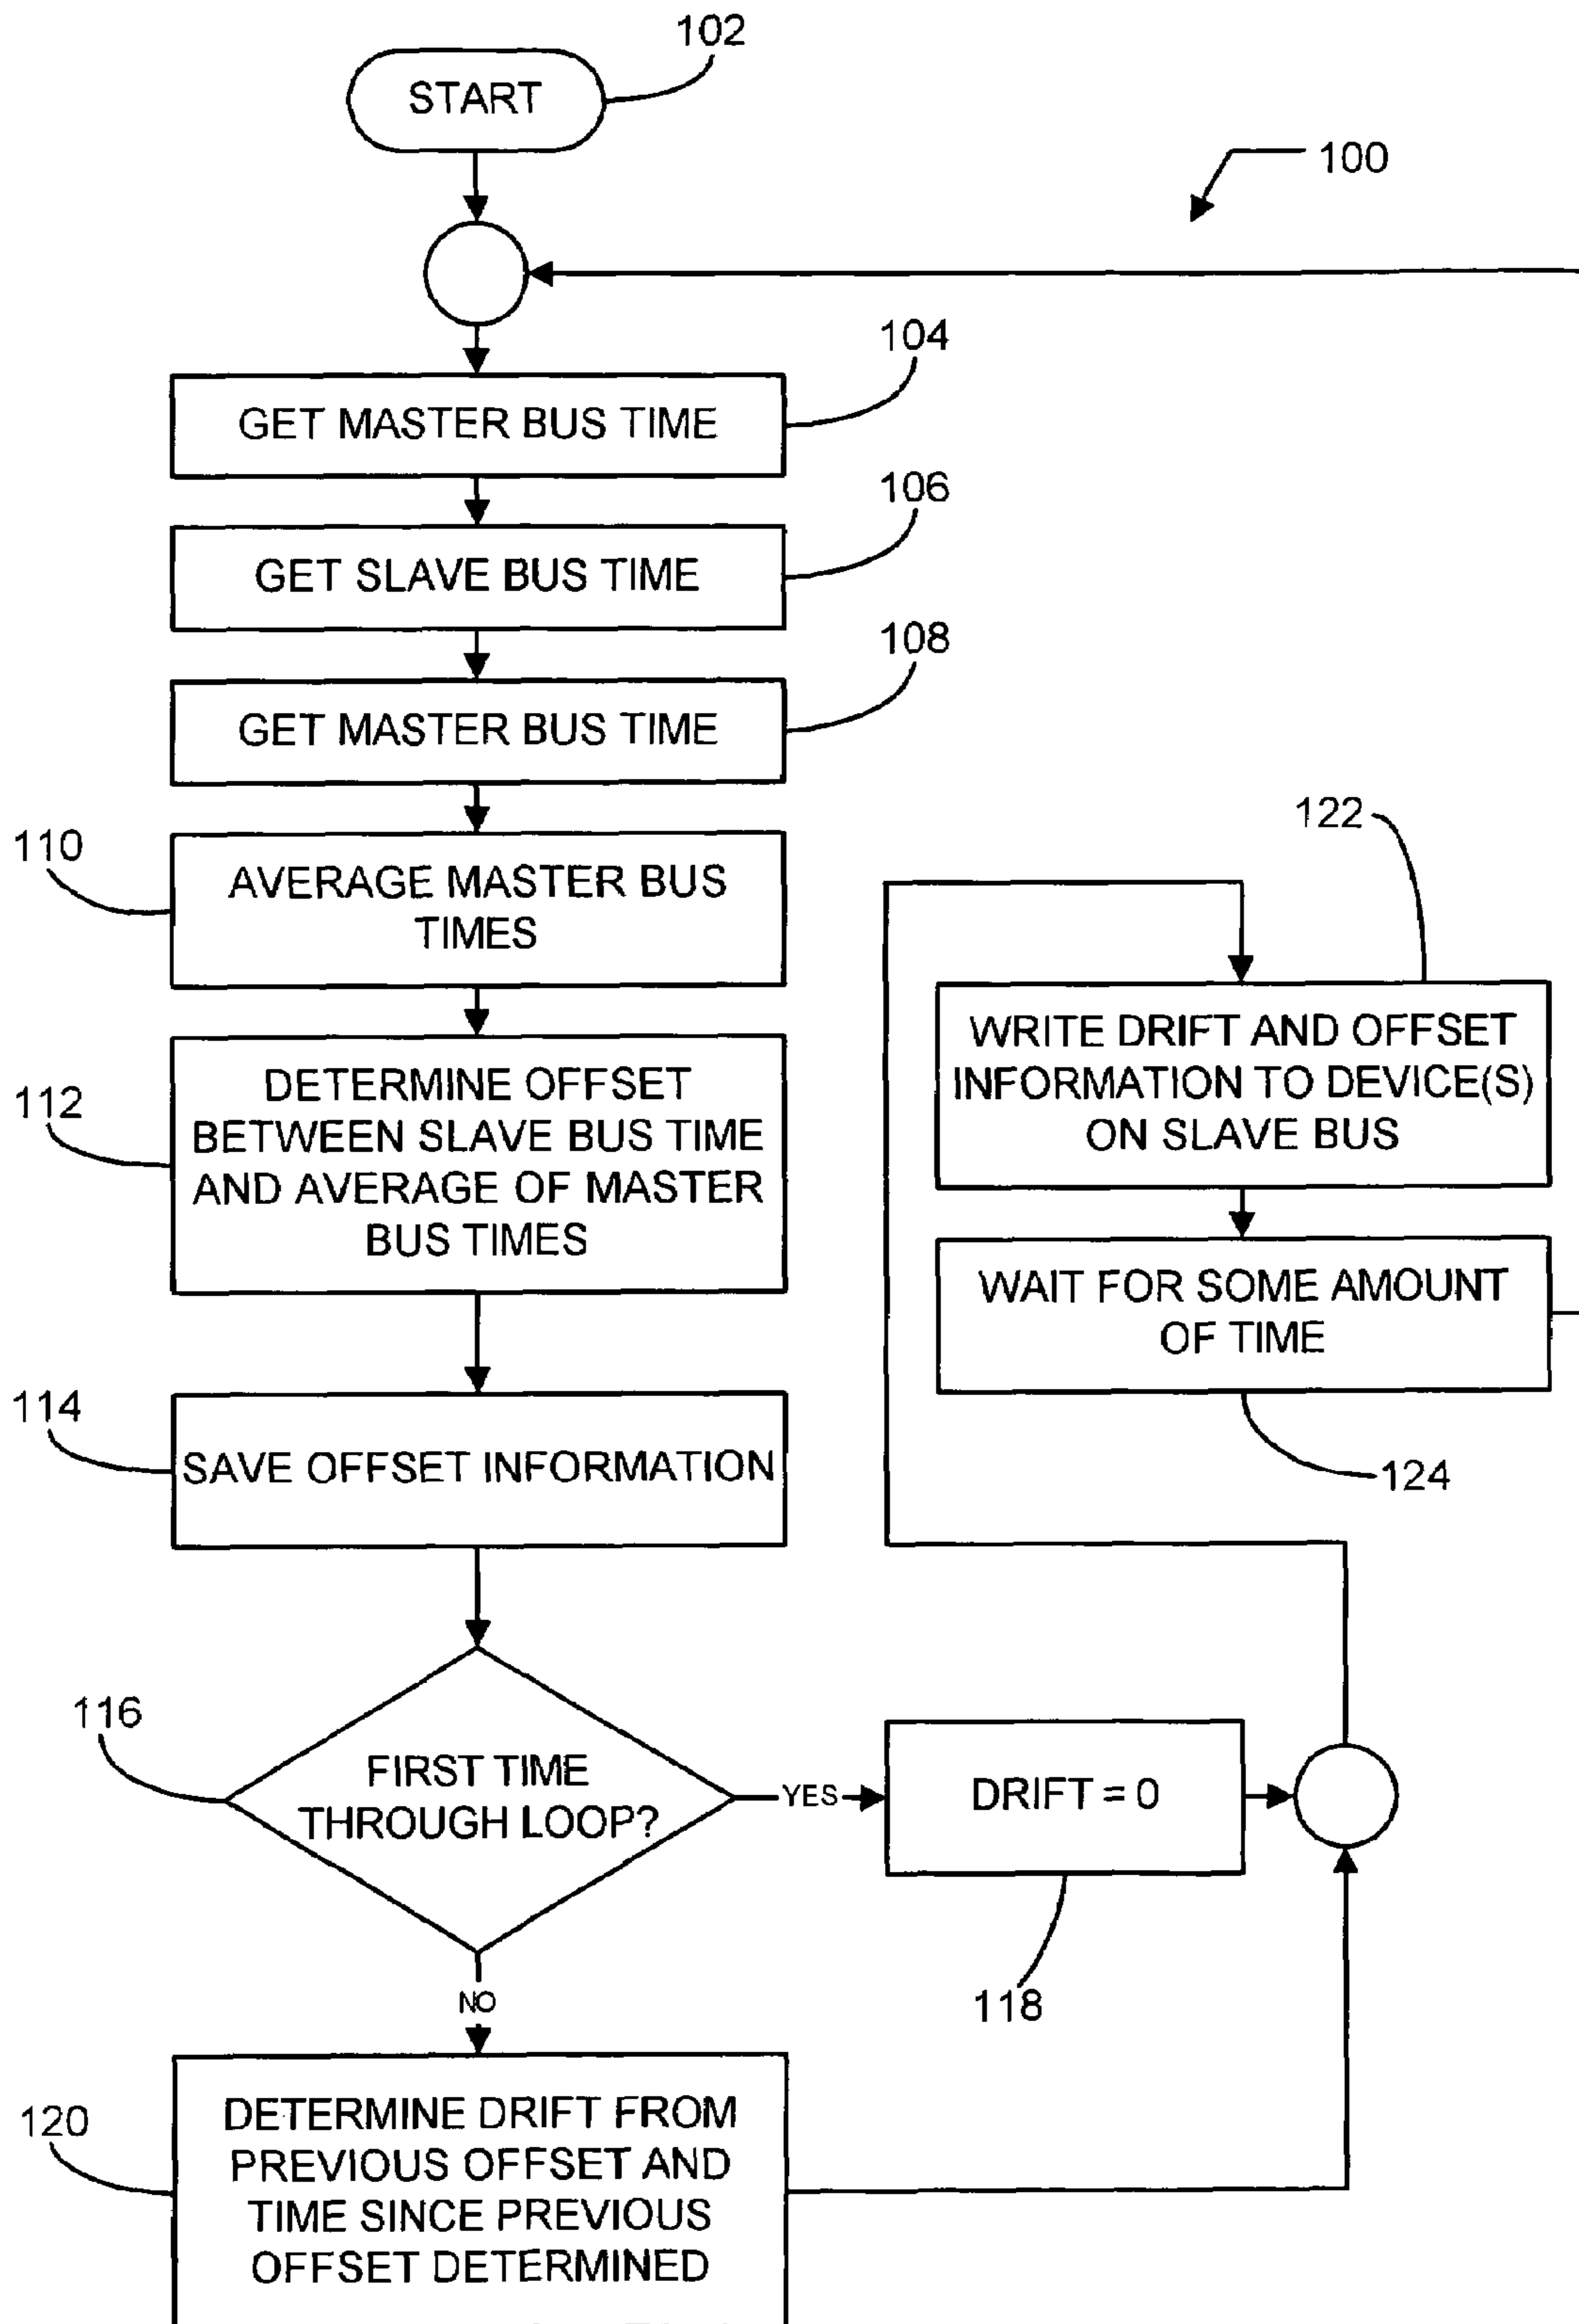 102
START
100
104
GET MASTER BUS TIME
106
GET SLAVE BUS TIME
108
GET MASTER BUS TIME
110
AVERAGE MASTER BUS
TIMES
112
DETERMINE OFFSET
BETWEEN SLAVE BUS TIME
AND AVERAGE OF MASTER
BUS TIMES
114
SAVE OFFSET INFORMATION
116
FIRST TIME
THROUGH LOOP?
YES
DRIFT = 0
118
NO
120
DETERMINE DRIFT FROM
PREVIOUS OFFSET AND
TIME SINCE PREVIOUS
OFFSET DETERMINED
122
WRITE DRIFT AND OFFSET
INFORMATION TO DEVICE(S)
ON SLAVE BUS
WAIT FOR SOME AMOUNT
OF TIME
124